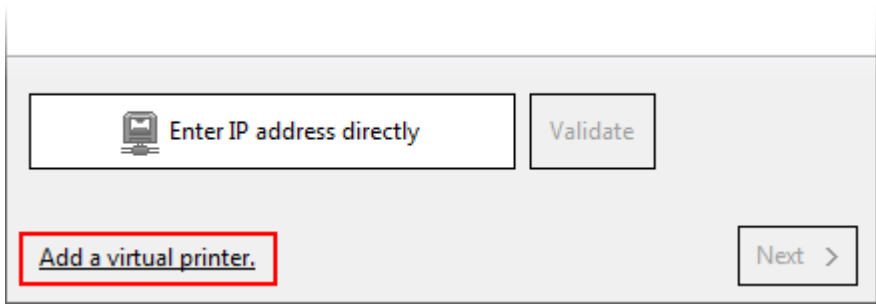 Enter IP address directly
Validate
Add a virtual printer.
Next >